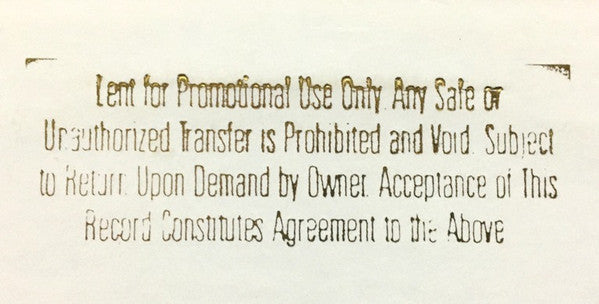 Lent for Promotional Use Only. Any Sale or
Unauthorized Transfer is Prohibited and Void. Subject
to Return Upon Demand by Owner. Acceptance of This
Record Constitutes Agreement to the Above